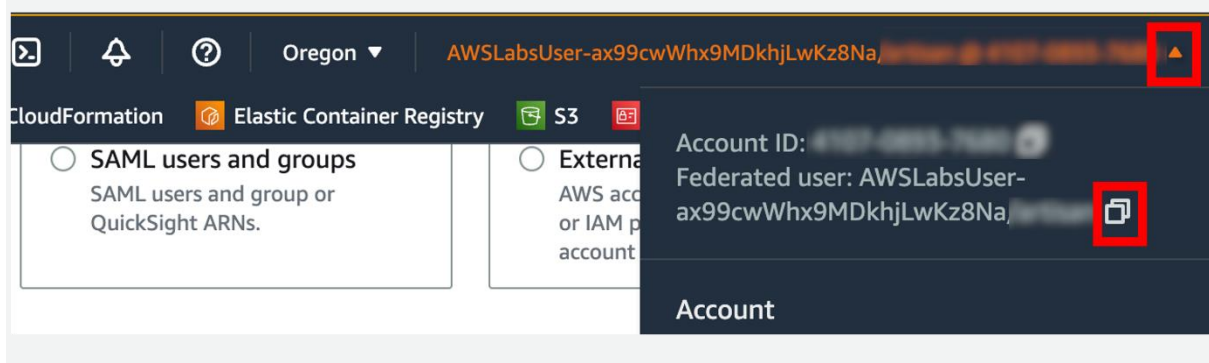 Oregon ▼ AWSLabsUser-ax99cwWhx9MDkhjLwKz8Na/
CloudFormation Elastic Container Registry S3
SAML users and groups
SAML users and group or
QuickSight ARNs.
Externa
AWS acc
or IAM p
account
Account ID:
Federated user: AWSLabsUser-
ax99cwWhx9MDkhjLwKz8Na/
Account